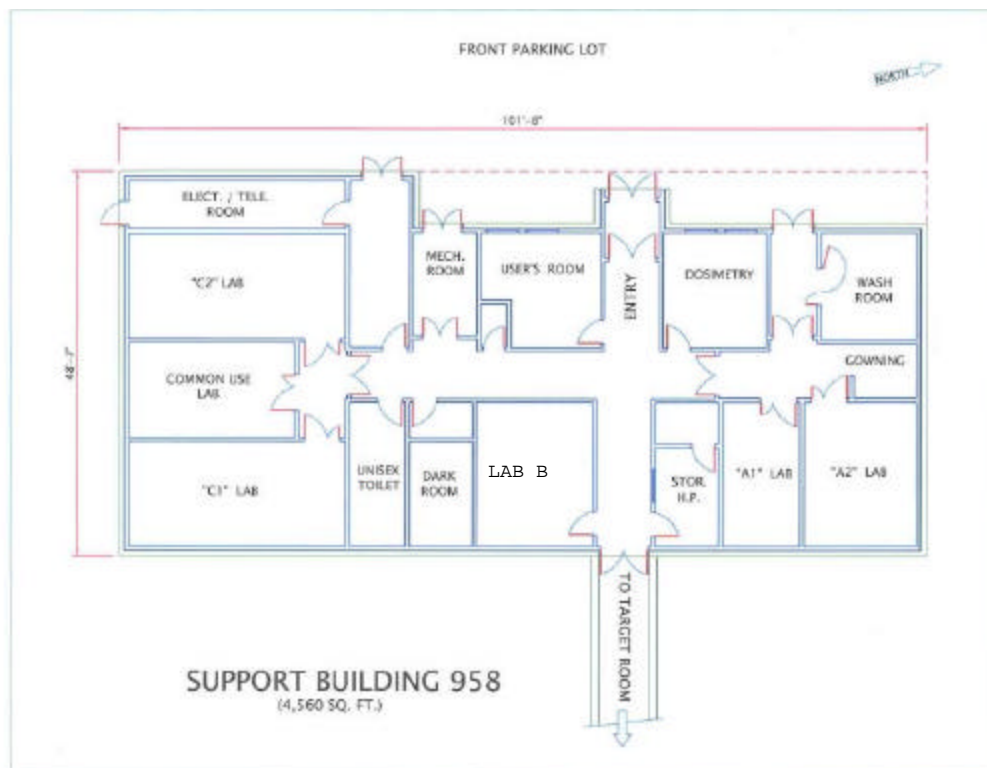 FRONT PARKING LOT
NORTH
101'-8"
ELECT. / TELE.
ROOM
MECH.
ROOM
USER'S ROOM
ENTRY
DOSIMETRY
WASH
ROOM
"C2" LAB
48'-3"
COMMON USE
LAB
GOWNING
"C1" LAB
UNISEX
TOILET
DARK
ROOM
LAB B
STOR.
H.P.
"A1" LAB
"A2" LAB
TO TARGET ROOM
SUPPORT BUILDING 958
(4,560 SQ. FT.)